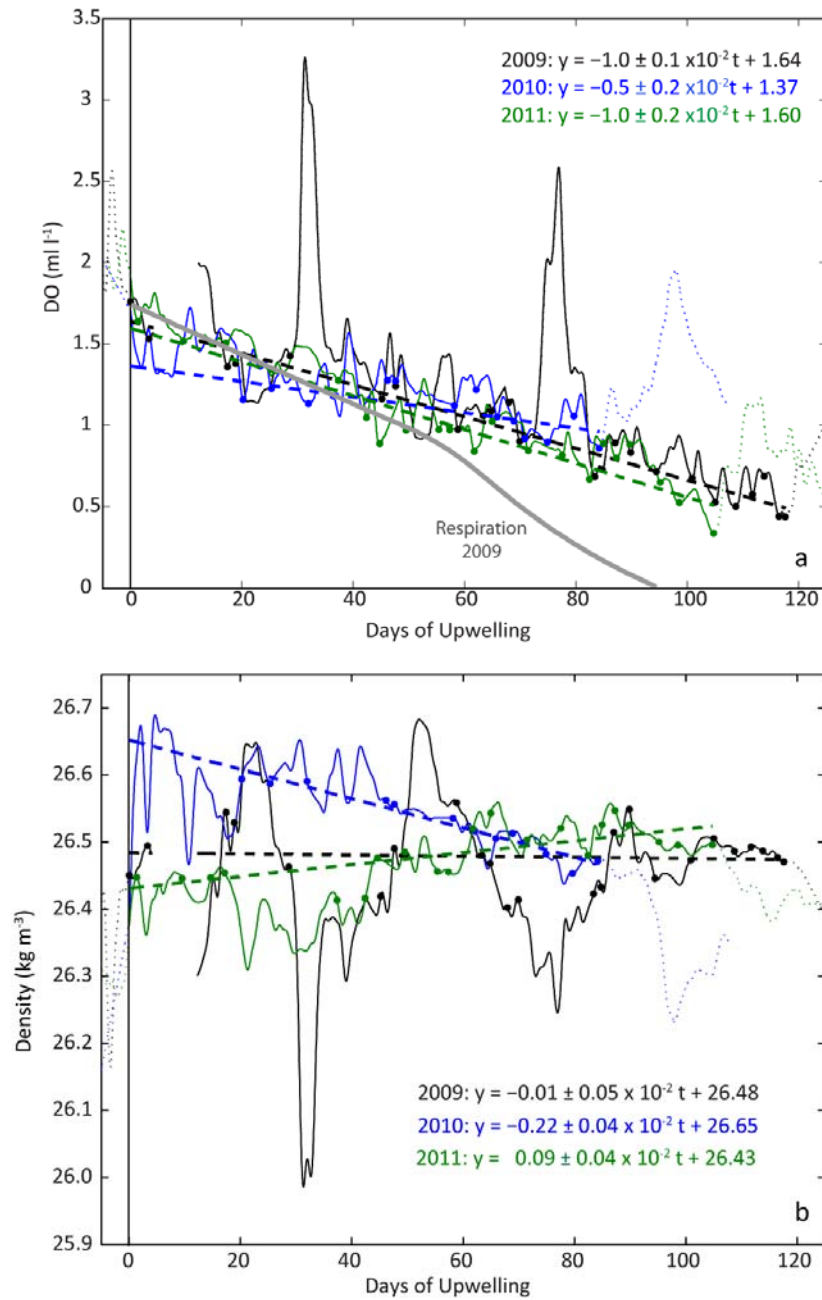 3.5
3
2.5
2
1.5
1
0.5
0
DO (ml l⁻¹)
2009: y = −1.0 ± 0.1 x10⁻² t + 1.64
2010: y = −0.5 ± 0.2 x10⁻² t + 1.37
2011: y = −1.0 ± 0.2 x10⁻² t + 1.60
Respiration
2009
a
0 20 40 60 80 100 120
Days of Upwelling
26.7
26.6
26.5
26.4
26.3
26.2
26.1
26.0
25.9
Density (kg m⁻³)
2009: y = −0.01 ± 0.05 x 10⁻² t + 26.48
2010: y = −0.22 ± 0.04 x 10⁻² t + 26.65
2011: y = 0.09 ± 0.04 x 10⁻² t + 26.43
b
0 20 40 60 80 100 120
Days of Upwelling